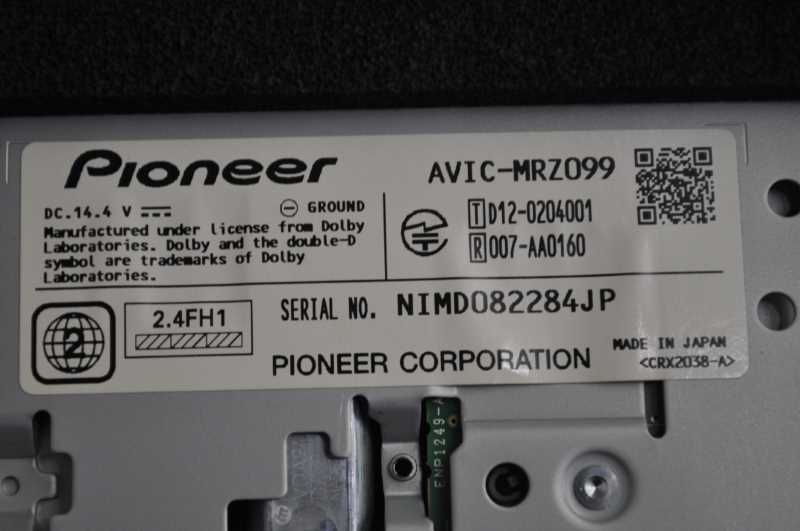 Pioneer
AVIC-MRZ099
DC.14.4 V
GROUND
Manufactured under license from Dolby
Laboratories. Dolby and the double-D
symbol are trademarks of Dolby
Laboratories.
T D12-0204001
R 007-AA0160
2
2.4FH1
SERIAL NO. NIMD082284JP
PIONEER CORPORATION
MADE IN JAPAN
<CRX2038-A>
ENP1249-A